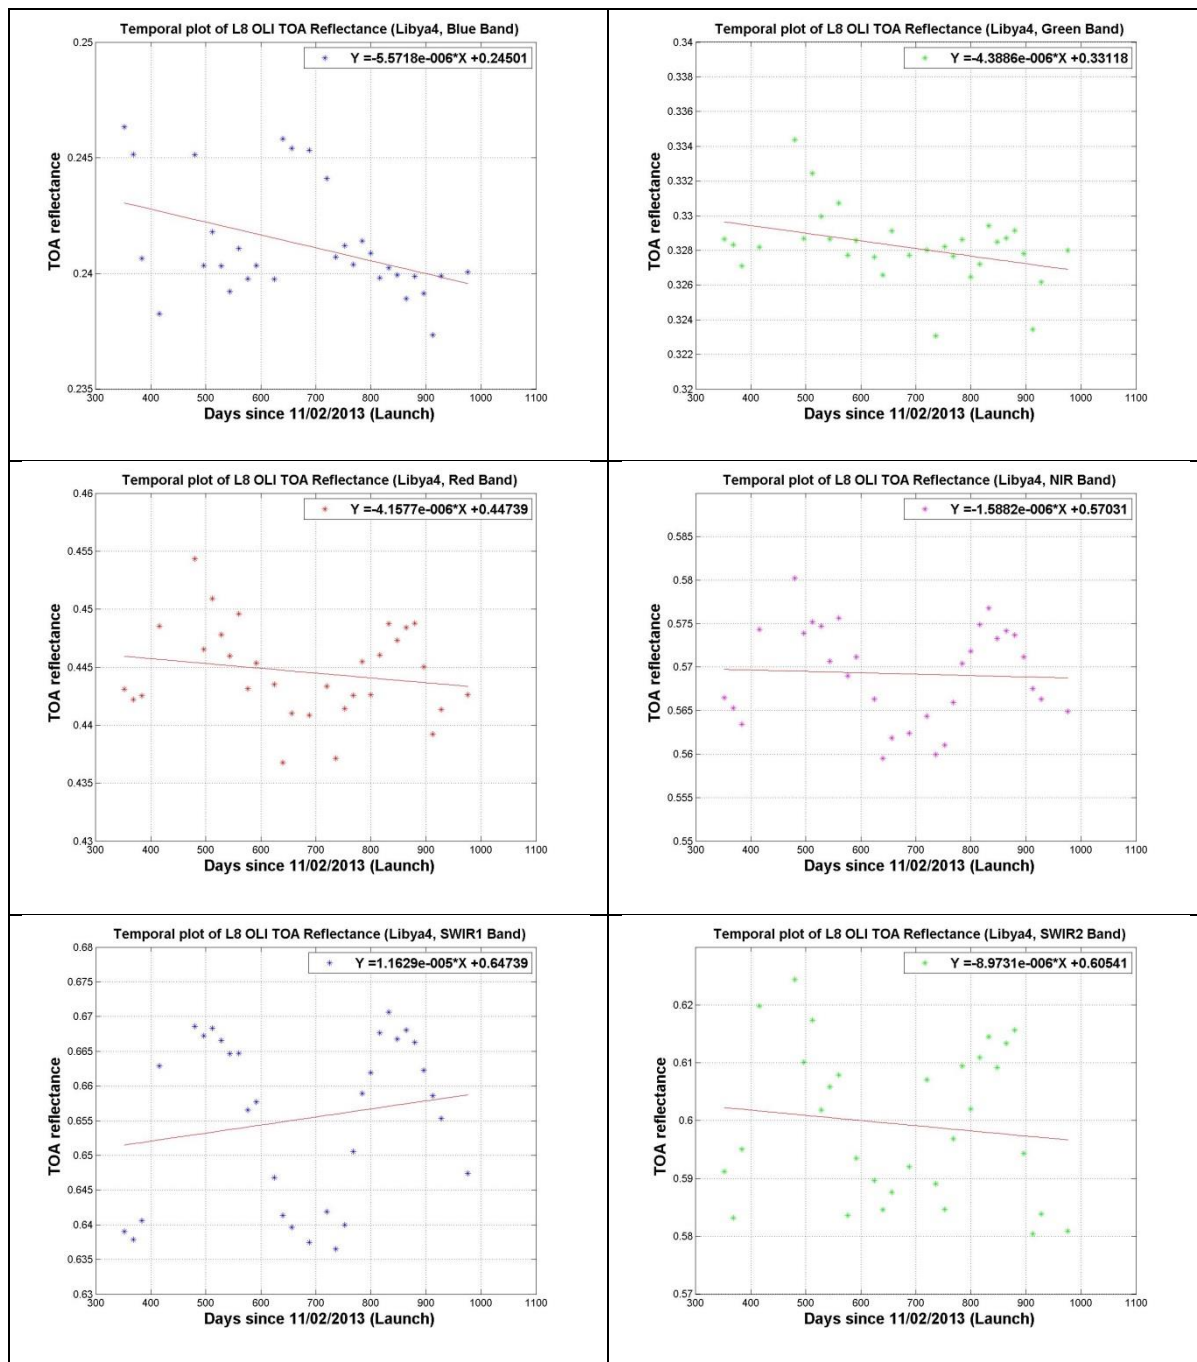 Temporal plot of L8 OLI TOA Reflectance (Libya4, Blue Band)
Y =-5.5718e-006*X +0.24501
0.25
0.245
0.24
0.235
TOA reflectance
300 400 500 600 700 800 900 1000 1100
Days since 11/02/2013 (Launch)
Temporal plot of L8 OLI TOA Reflectance (Libya4, Green Band)
Y =-4.3886e-006*X +0.33118
0.34
0.338
0.336
0.334
0.332
0.33
0.328
0.326
0.324
0.322
0.32
TOA reflectance
300 400 500 600 700 800 900 1000 1100
Days since 11/02/2013 (Launch)
Temporal plot of L8 OLI TOA Reflectance (Libya4, Red Band)
Y =-4.1577e-006*X +0.44739
0.46
0.455
0.45
0.445
0.44
0.435
0.43
TOA reflectance
300 400 500 600 700 800 900 1000 1100
Days since 11/02/2013 (Launch)
Temporal plot of L8 OLI TOA Reflectance (Libya4, NIR Band)
Y =-1.5882e-006*X +0.57031
0.585
0.58
0.575
0.57
0.565
0.56
0.555
0.55
TOA reflectance
300 400 500 600 700 800 900 1000 1100
Days since 11/02/2013 (Launch)
Temporal plot of L8 OLI TOA Reflectance (Libya4, SWIR1 Band)
Y =1.1629e-005*X +0.64739
0.68
0.675
0.67
0.665
0.66
0.655
0.65
0.645
0.64
0.635
0.63
TOA reflectance
300 400 500 600 700 800 900 1000 1100
Days since 11/02/2013 (Launch)
Temporal plot of L8 OLI TOA Reflectance (Libya4, SWIR2 Band)
Y =-8.9731e-006*X +0.60541
0.62
0.61
0.6
0.59
0.58
0.57
TOA reflectance
300 400 500 600 700 800 900 1000 1100
Days since 11/02/2013 (Launch)